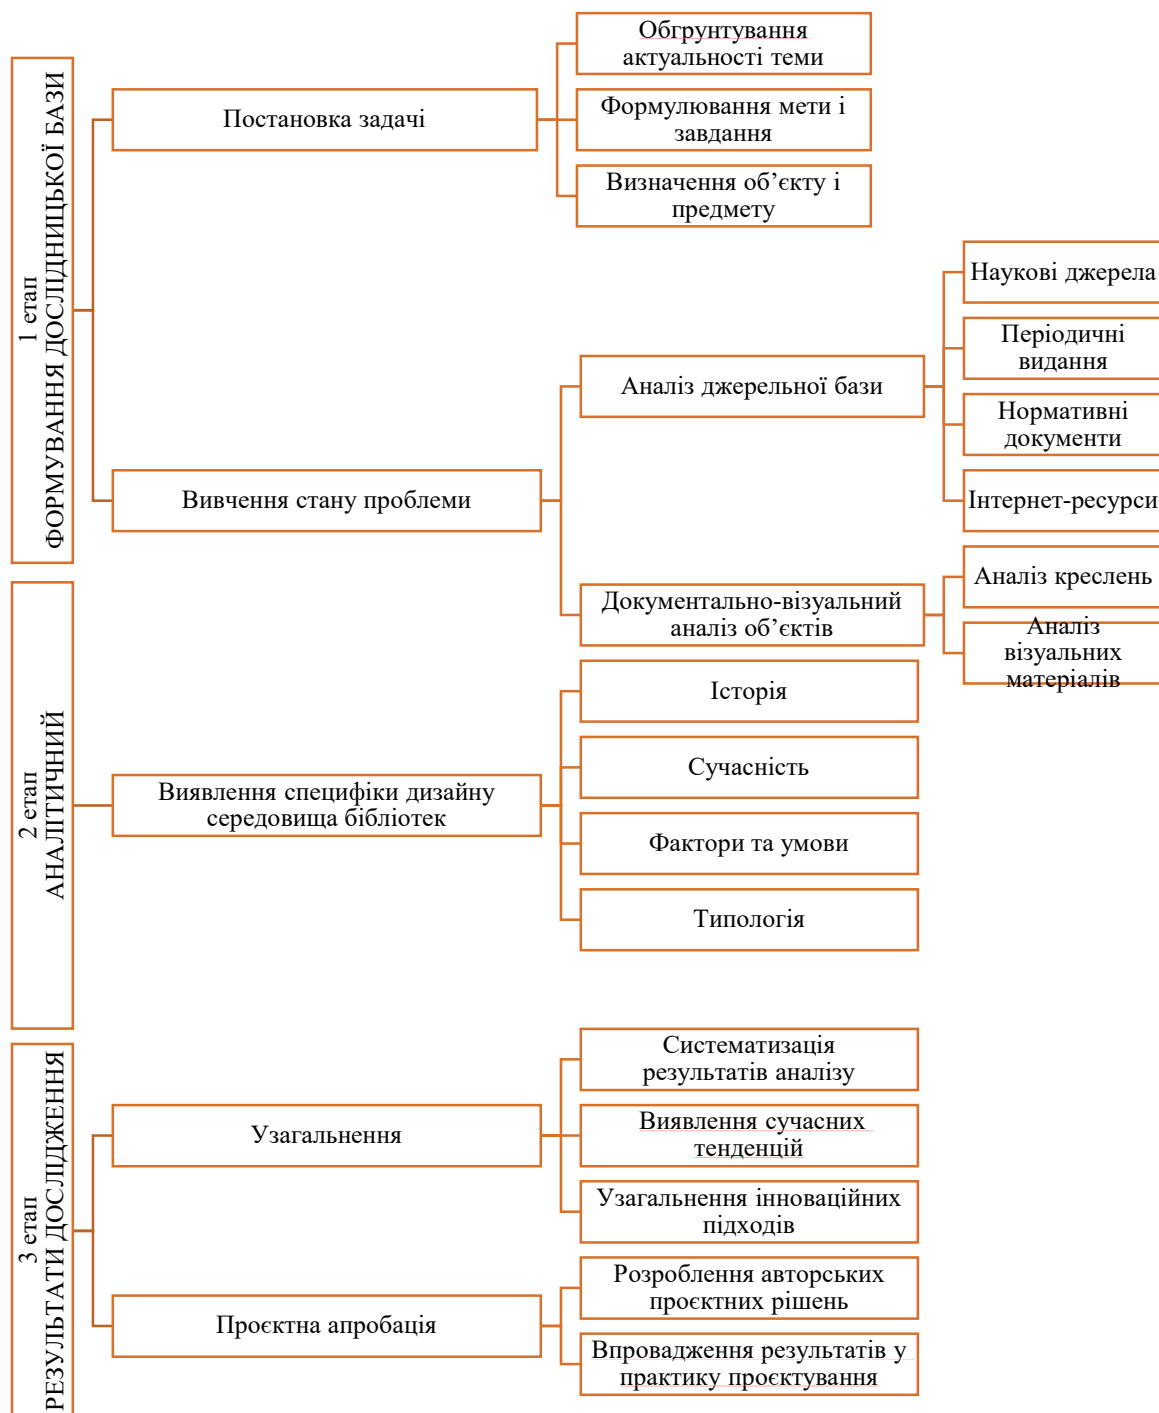 1 етап
ФОРМУВАННЯ ДОСЛІДНИЦЬКОЇ БАЗИ
Постановка задачі
Обгрунтування
актуальності теми
Формулювання мети і
завдання
Визначення об’єкту і
предмету
Вивчення стану проблеми
Аналіз джерельної бази
Наукові джерела
Періодичні
видання
Нормативні
документи
Інтернет-ресурси
Документально-візуальний
аналіз об’єктів
Аналіз креслень
Аналіз
візуальних
матеріалів
2 етап
АНАЛІТИЧНИЙ
Виявлення специфіки дизайну
середовища бібліотек
Історія
Сучасність
Фактори та умови
Типологія
3 етап
РЕЗУЛЬТАТИ ДОСЛІДЖЕННЯ
Узагальнення
Систематизація
результатів аналізу
Виявлення сучасних
тенденцій
Узагальнення інноваційних
підходів
Проєктна апробація
Розроблення авторських
проєктних рішень
Впровадження результатів у
практику проєктування